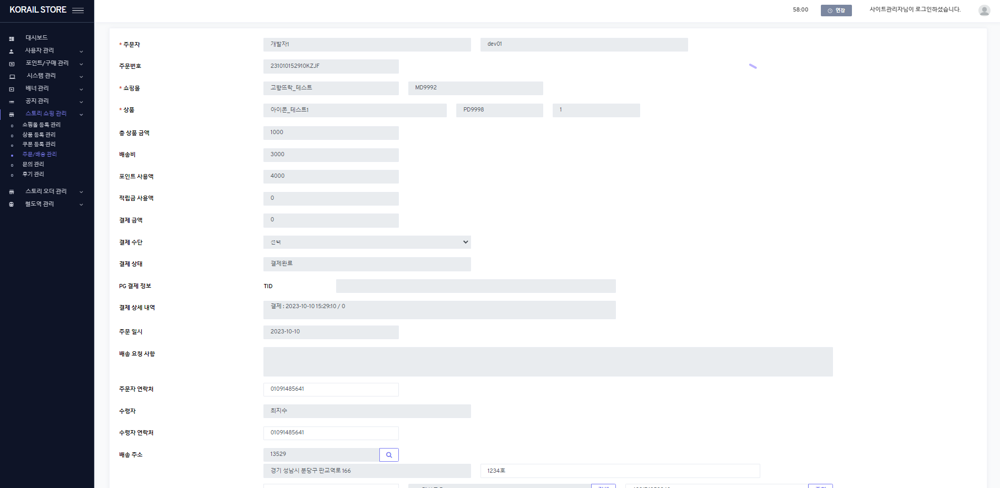 KORAIL STORE
58:00
연장
사이트관리자님이 로그인하셨습니다.
대시보드
사용자 관리
포인트/구매 관리
시스템 관리
배너 관리
공지 관리
스토리 쇼핑 관리
쇼핑몰 등록 관리
상품 등록 관리
쿠폰 등록 관리
주문/배송 관리
문의 관리
후기 관리
스토리 오더 관리
철도역 관리
* 주문자 개발자1 dev01
주문번호 231010152910KZJF
* 쇼핑몰 고향뜨락_테스트 MD9992
* 상품 아이콘_테스트1 PD9998 1
총 상품 금액 1000
배송비 3000
포인트 사용액 4000
적립금 사용액 0
결제 금액 0
결제 수단 선택
결제 상태 결제완료
PG 결제 정보 TID
결제 상세 내역 결제 : 2023-10-10 15:29:10 / 0
주문 일시 2023-10-10
배송 요청 사항
주문자 연락처 01091485641
수령자 최지수
수령자 연락처 01091485641
배송 주소 13529
경기 성남시 분당구 판교역로 166 1234호